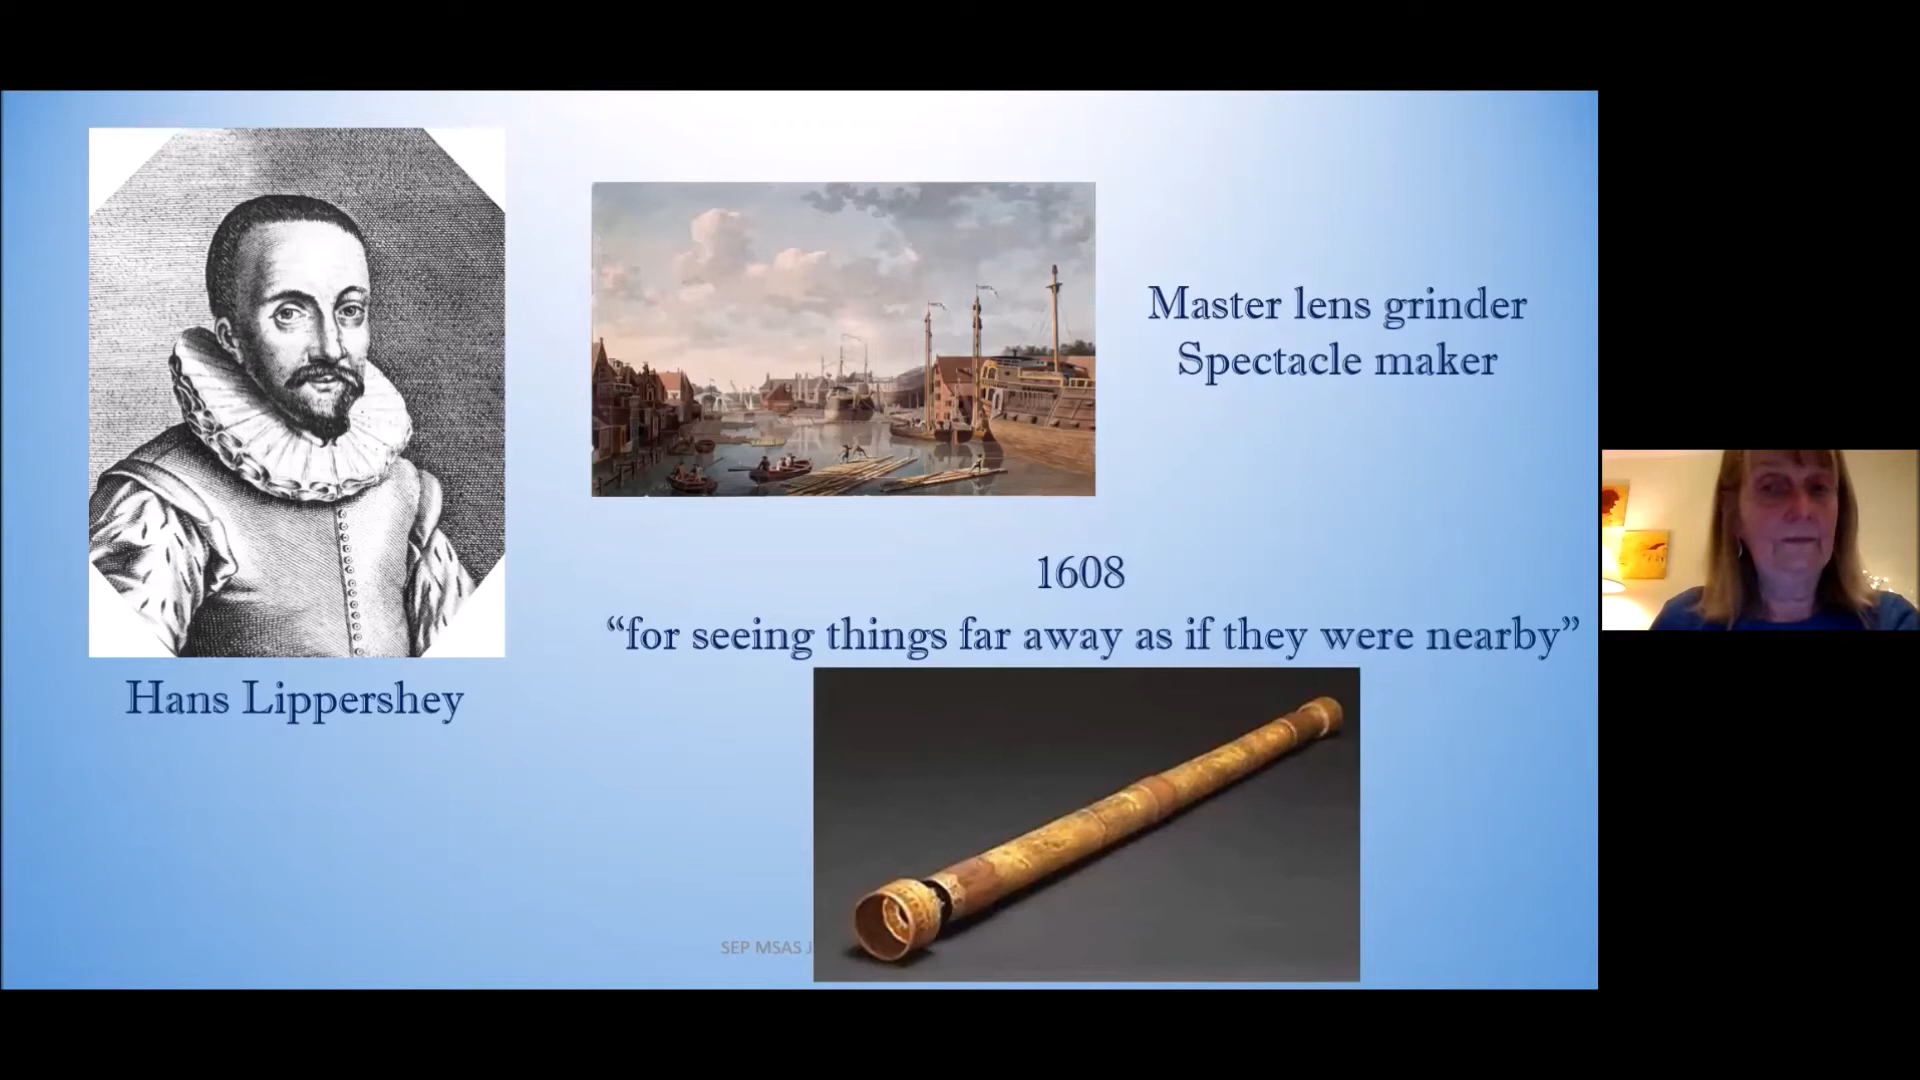 Master lens grinder
Spectacle maker
1608
“for seeing things far away as if they were nearby”
Hans Lippershey
SEP MSAS J